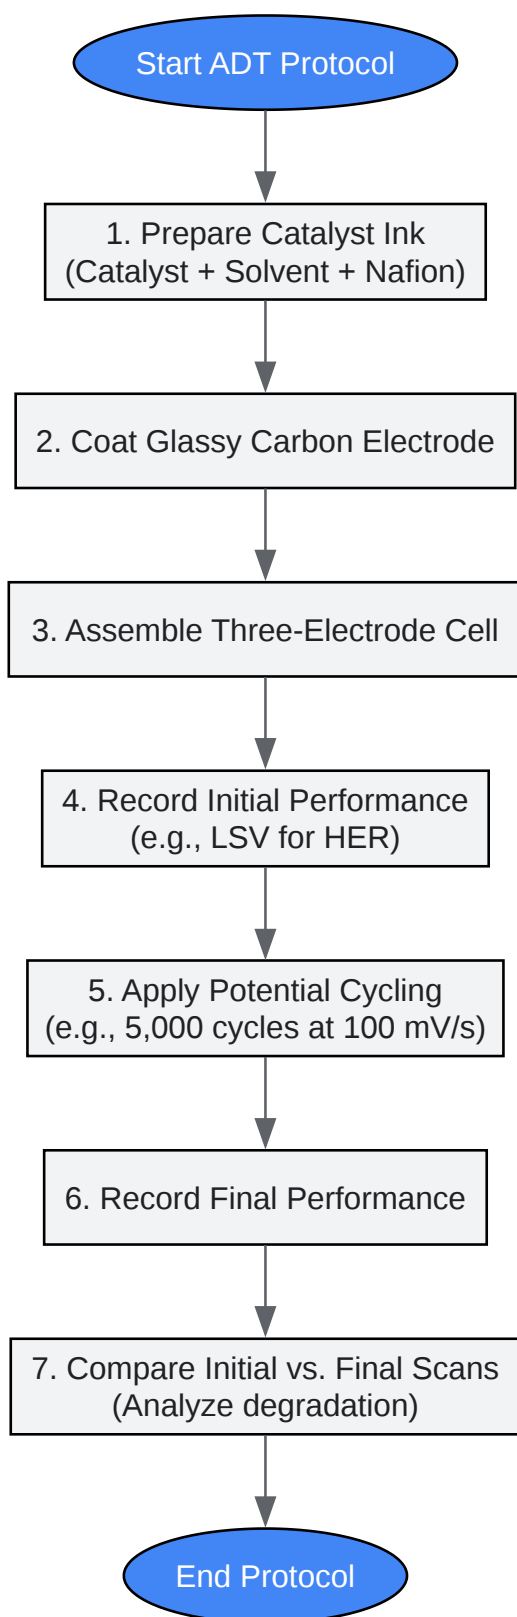 Start ADT Protocol
1. Prepare Catalyst Ink
(Catalyst + Solvent + Nafion)
2. Coat Glassy Carbon Electrode
3. Assemble Three-Electrode Cell
4. Record Initial Performance
(e.g., LSV for HER)
5. Apply Potential Cycling
(e.g., 5,000 cycles at 100 mV/s)
6. Record Final Performance
7. Compare Initial vs. Final Scans
(Analyze degradation)
End Protocol